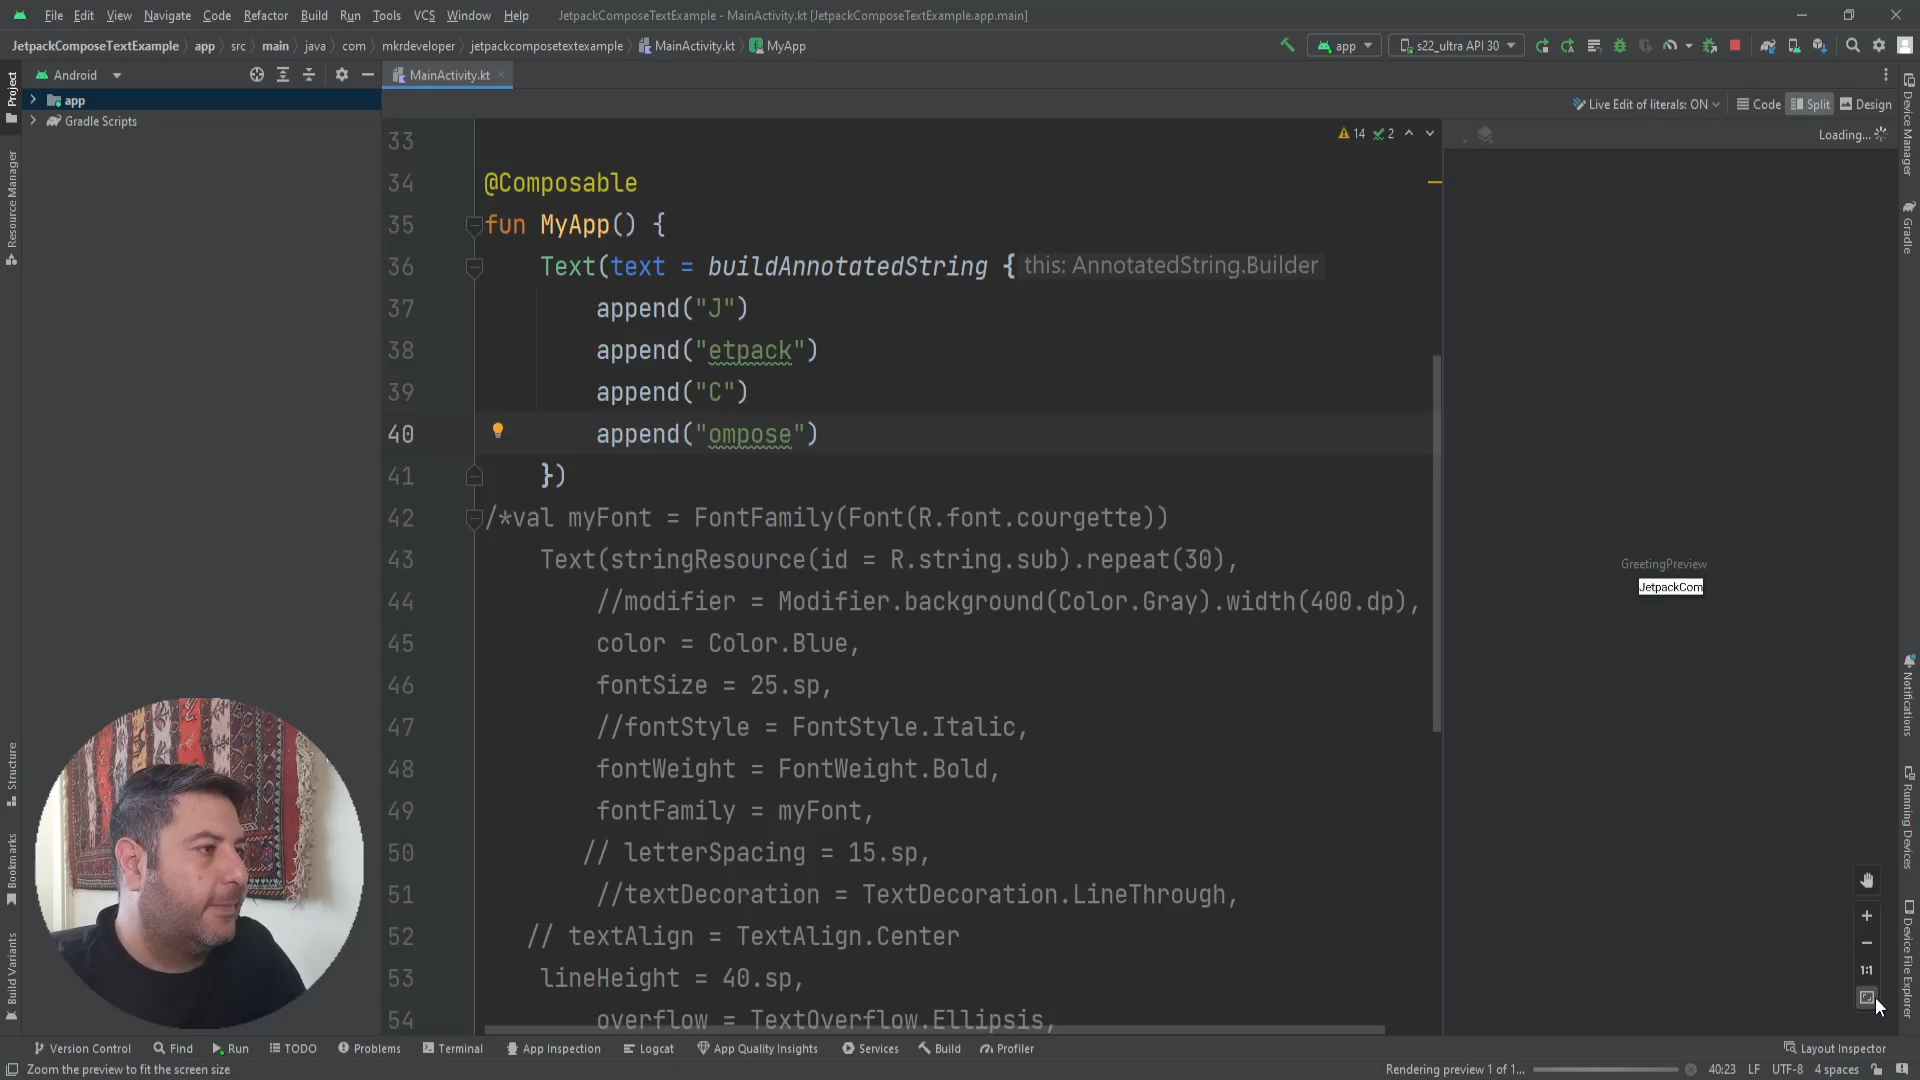 File Edit View Navigate Code Refactor Build Run Tools VCS Window Help JetpackComposeTextExample - MainActivity.kt [JetpackComposeTextExample.app.main]
JetpackComposeTextExample app src main java com mkrdeveloper jetpackcomposetextexample MainActivity.kt MyApp app s22_ultra API 30
Android MainActivity.kt
app
Gradle Scripts
Live Edit of literals: ON Code Split Design
14 2 Loading...
33
34 @Composable
35 fun MyApp() {
36 Text(text = buildAnnotatedString { this: AnnotatedString.Builder
37 append("J")
38 append("etpack")
39 append("C")
40 append("ompose")
41 })
42 /*val myFont = FontFamily(Font(R.font.courgette))
43 Text(stringResource(id = R.string.sub).repeat(30),
44 //modifier = Modifier.background(Color.Gray).width(400.dp),
45 color = Color.Blue,
46 fontSize = 25.sp,
47 //fontStyle = FontStyle.Italic,
48 fontWeight = FontWeight.Bold,
49 fontFamily = myFont,
50 // letterSpacing = 15.sp,
51 //textDecoration = TextDecoration.LineThrough,
52 // textAlign = TextAlign.Center
53 lineHeight = 40.sp,
54 overflow = TextOverflow.Ellipsis,
GreetingPreview
JetpackCom
1:1
Project
Resource Manager
Structure
Bookmarks
Build Variants
Device Manager
Gradle
Notifications
Running Devices
Device File Explorer
Version Control Find Run TODO Problems Terminal App Inspection Logcat App Quality Insights Services Build Profiler Layout Inspector
Zoom the preview to fit the screen size Rendering preview 1 of 1... 40:23 LF UTF-8 4 spaces